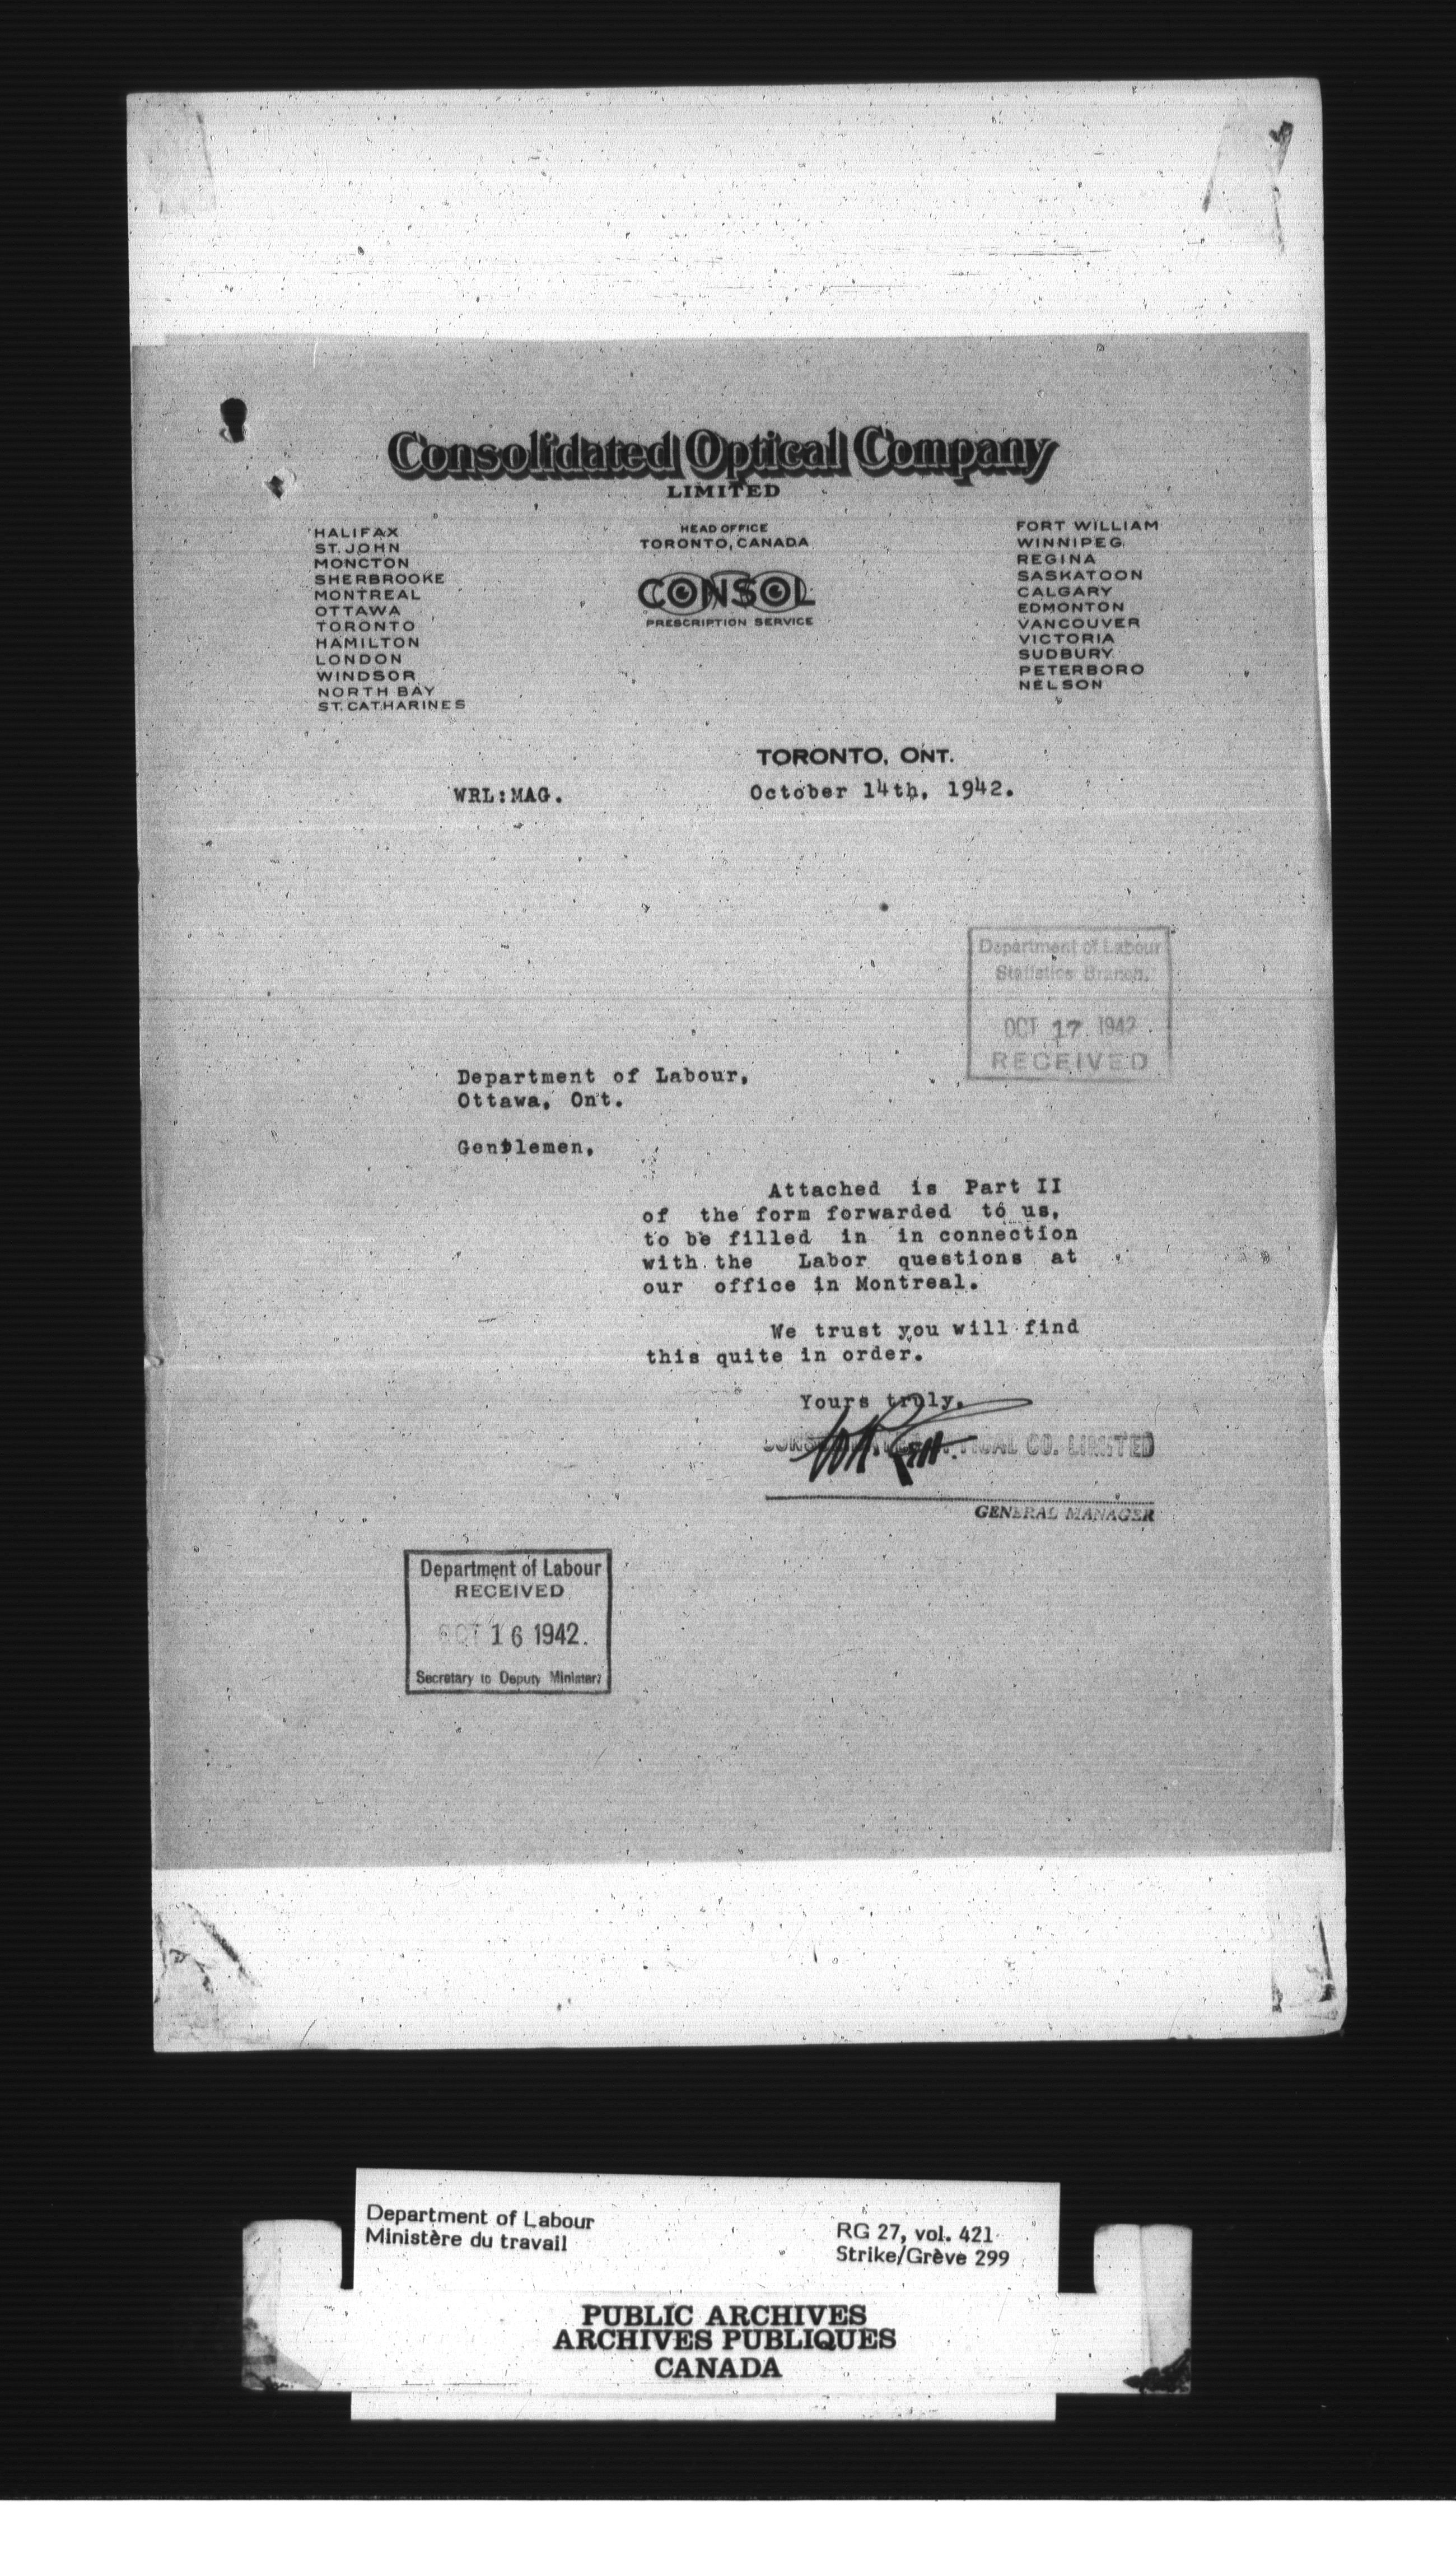 Consolidated Optical Company
LIMITED
HALIFAX
ST. JOHN
MONCTON
SHERBROOKE
MONTREAL
OTTAWA
TORONTO
HAMILTON
LONDON
WINDSOR
NORTH BAY
ST. CATHARINES
HEAD OFFICE
TORONTO, CANADA
CONSOL
PRESCRIPTION SERVICE
FORT WILLIAM
WINNIPEG
REGINA
SASKATOON
CALGARY
EDMONTON
VANCOUVER
VICTORIA
SUDBURY
PETERBORO
NELSON
TORONTO, ONT.
WRL:MAG. October 14th, 1942.
Department of Labour
Statistics Branch.
OCT 17 1942
RECEIVED
Department of Labour,
Ottawa, Ont.
Gentlemen,
Attached is Part II
of the form forwarded to us,
to be filled in in connection
with the Labor questions at
our office in Montreal.
We trust you will find
this quite in order.
Yours truly,
CO. LIMITED
GENERAL MANAGER
Department of Labour
RECEIVED
OCT 16 1942.
Secretary to Deputy Minister
Department of Labour
Ministère du travail
RG 27, vol. 421
Strike/Grève 299
PUBLIC ARCHIVES
ARCHIVES PUBLIQUES
CANADA